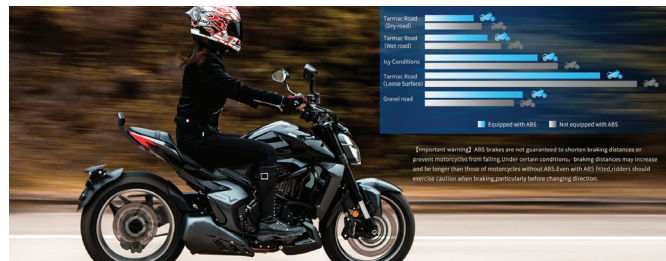 Tarmac Road
(Dry road)
Tarmac Road
(Wet road)
Icy Conditions
Tarmac Road
(Loose Surface)
Gravel road
Equipped with ABS
Not equipped with ABS
【Important warning】ABS brakes are not guaranteed to shorten braking distances or
prevent motorcycles from falling.Under certain conditions，braking distances may increase
and be longer than those of motorcycles without ABS.Even with ABS fitted,ridders should
exercise caution when braking,particularly before changing direction.